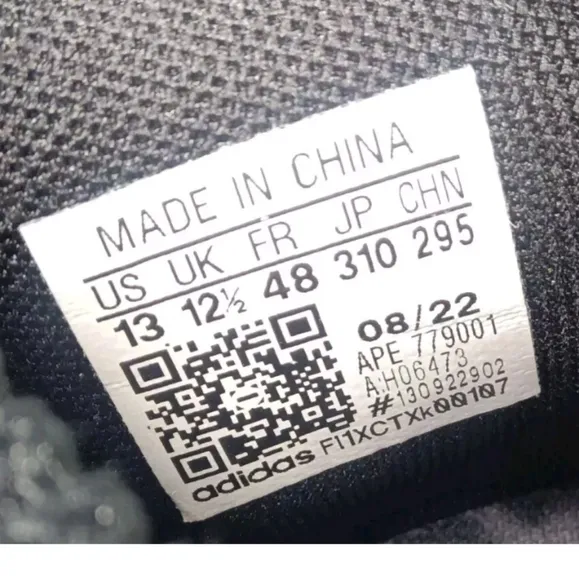 MADE IN CHINA
US UK FR JP CHN
13 12½ 48 310 295
08/22
APE 779001
A:H06473
#130922902
adidas FI1XCTXk00107